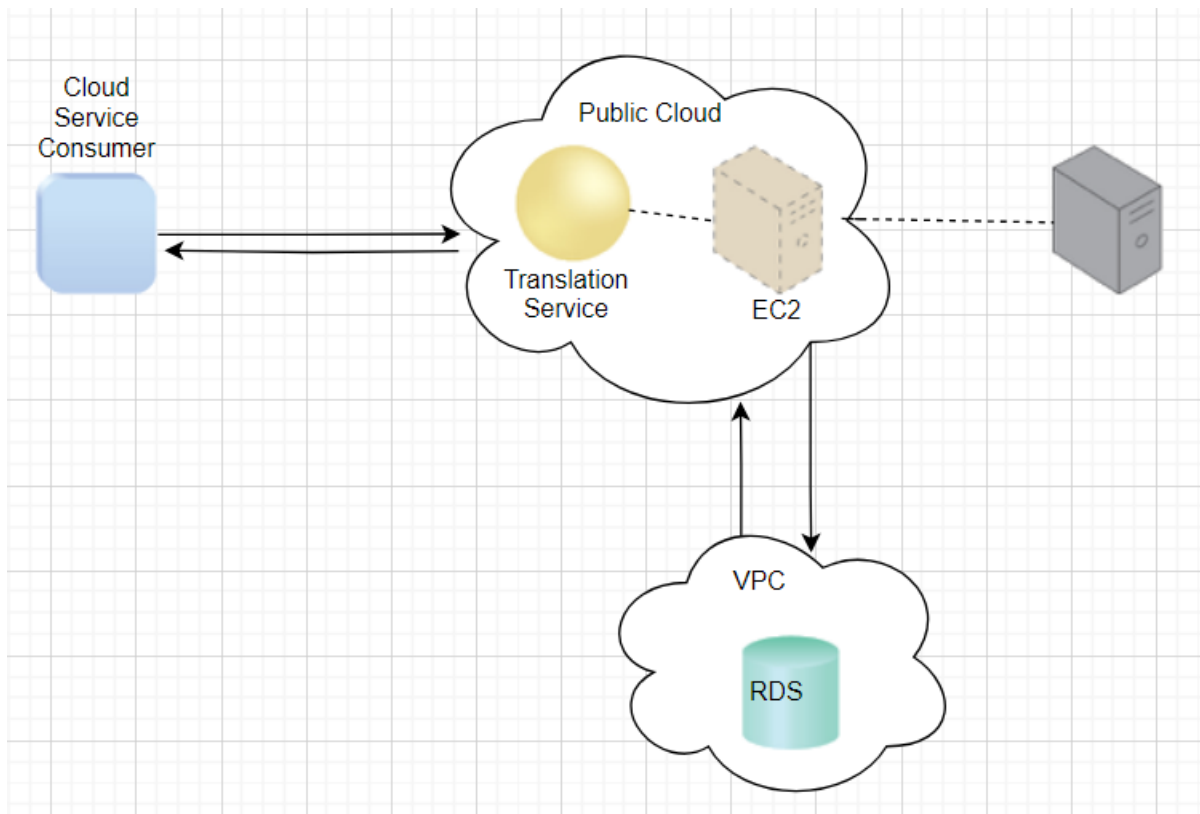 Cloud
Service
Consumer
Public Cloud
Translation
Service
EC2
VPC
RDS